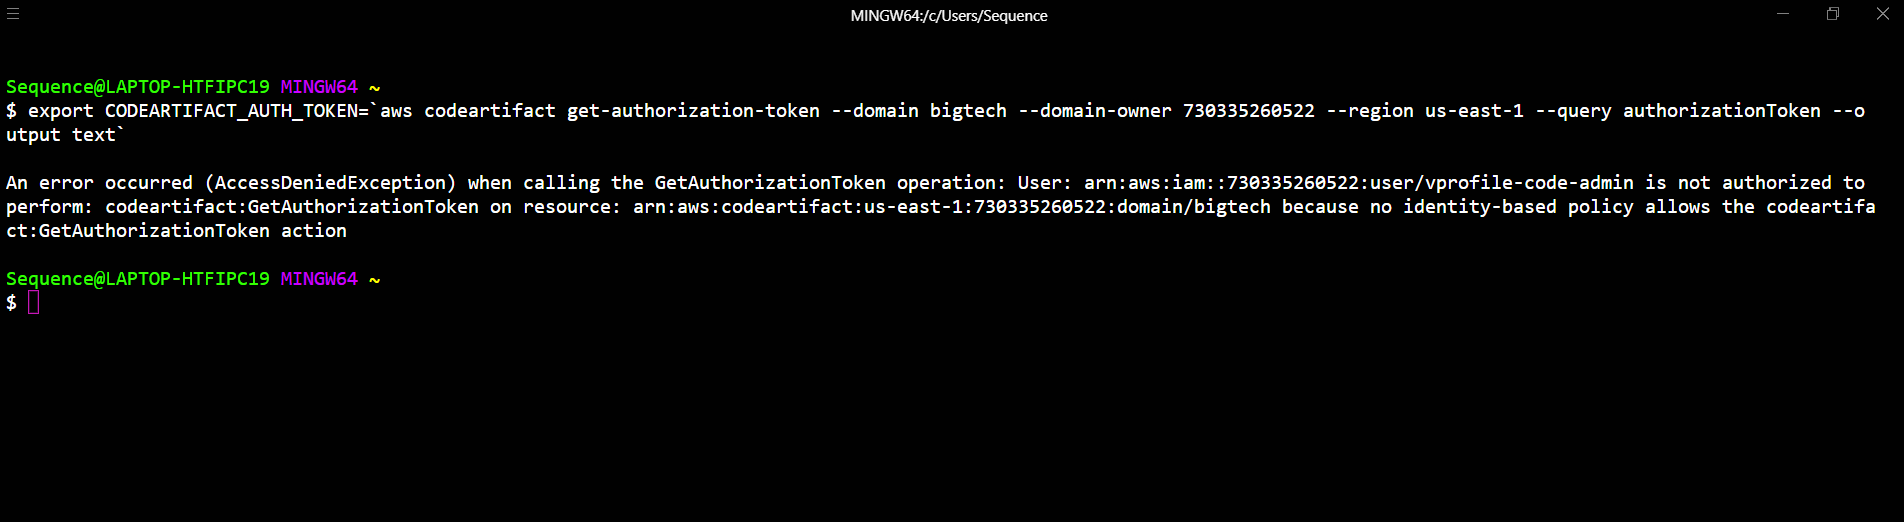 MINGW64:/c/Users/Sequence
Sequence@LAPTOP-HTFIPC19 MINGW64 ~
$ export CODEARTIFACT_AUTH_TOKEN=`aws codeartifact get-authorization-token --domain bigtech --domain-owner 730335260522 --region us-east-1 --query authorizationToken --o
utput text`
An error occurred (AccessDeniedException) when calling the GetAuthorizationToken operation: User: arn:aws:iam::730335260522:user/vprofile-code-admin is not authorized to
perform: codeartifact:GetAuthorizationToken on resource: arn:aws:codeartifact:us-east-1:730335260522:domain/bigtech because no identity-based policy allows the codeartifa
ct:GetAuthorizationToken action
Sequence@LAPTOP-HTFIPC19 MINGW64 ~
$